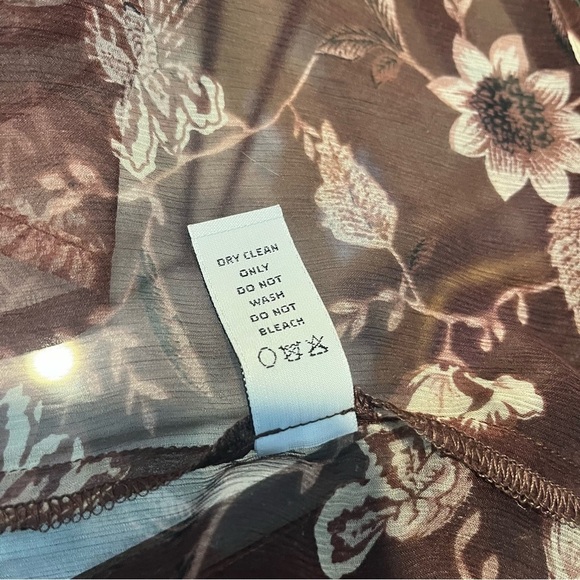 DRY CLEAN
ONLY
DO NOT
WASH
DO NOT
BLEACH